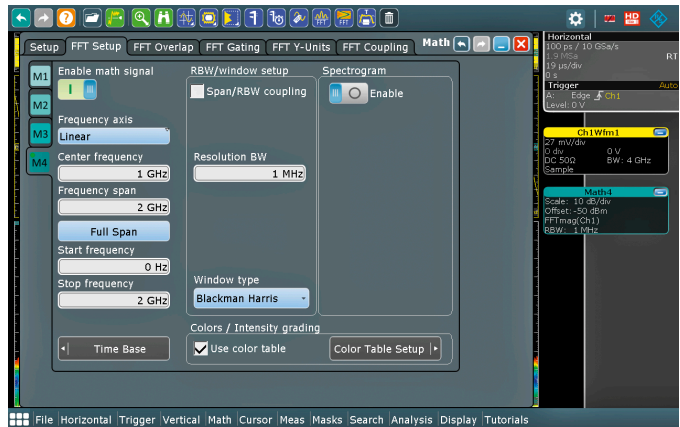 HD
Setup FFT Setup FFT Overlap FFT Gating FFT Y-Units FFT Coupling Math
M1
M2
M3
M4
Enable math signal
Frequency axis
Linear
Center frequency
1 GHz
Frequency span
2 GHz
Full Span
Start frequency
0 Hz
Stop frequency
2 GHz
Time Base
RBW/window setup
Span/RBW coupling
Resolution BW
1 MHz
Window type
Blackman Harris
Spectrogram
Enable
Colors / Intensity grading
Use color table
Color Table Setup
Horizontal
100 ps / 10 GSa/s
1.9 MSa RT
19 µs/div
0 s
Trigger Auto
A: Edge Ch1
Level: 0 V
Ch1Wfm1
27 mV/div
0 div 0 V
DC 50Ω BW: 4 GHz
Sample
Math4
Scale: 10 dB/div
Offset: -50 dBm
FFTmag(Ch1)
RBW: 1 MHz
File Horizontal Trigger Vertical Math Cursor Meas Masks Search Analysis Display Tutorials